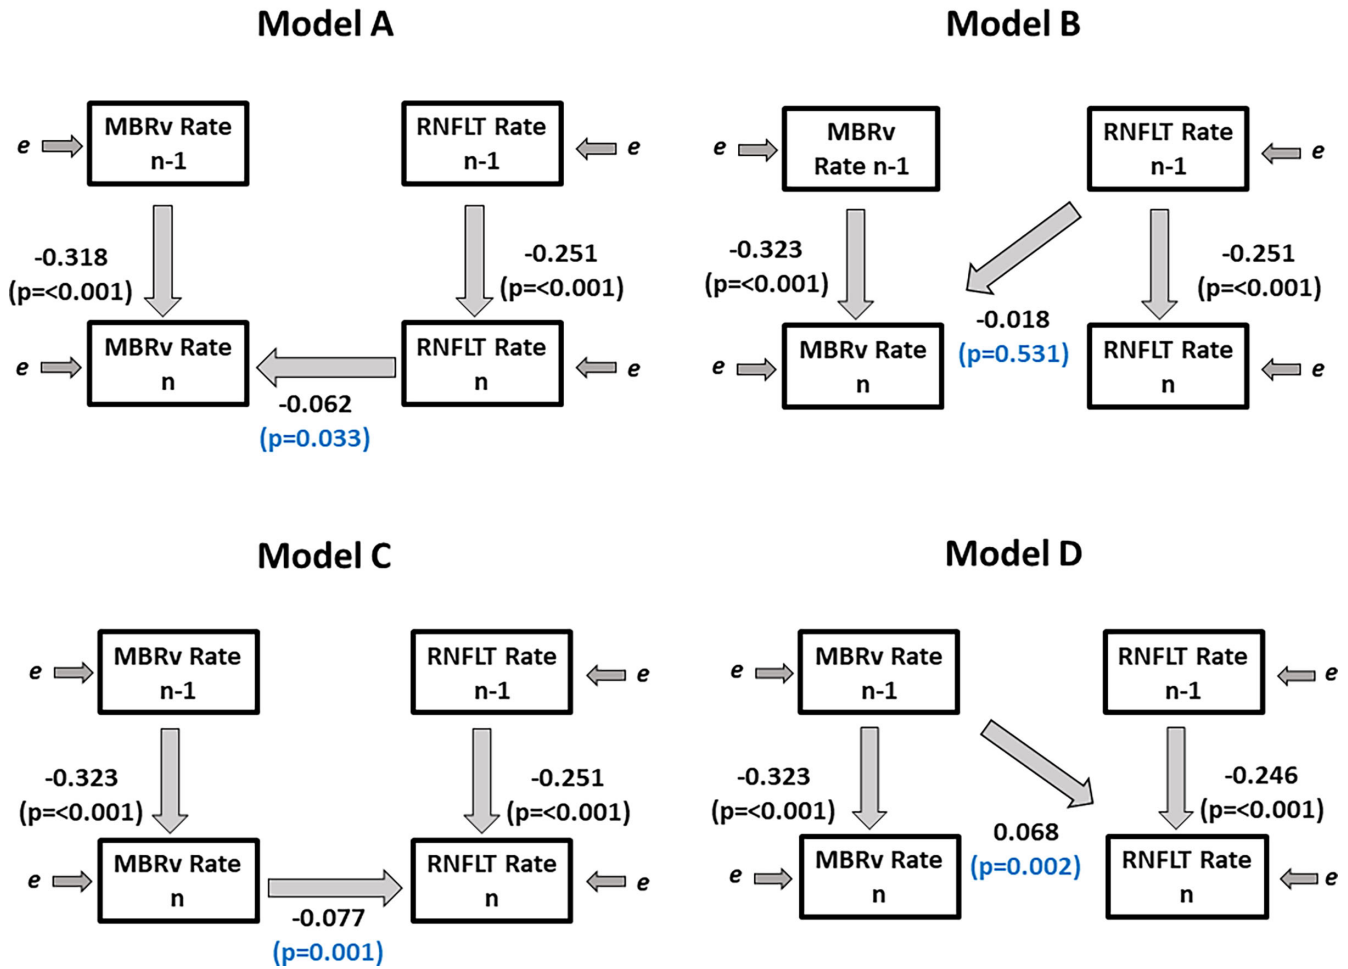 Model A
e
MBRv Rate
n-1
RNFLT Rate
n-1
e
-0.318
(p=<0.001)
-0.251
(p=<0.001)
e
MBRv Rate
n
RNFLT Rate
n
e
-0.062
(p=0.033)
Model B
e
MBRv
Rate n-1
RNFLT Rate
n-1
e
-0.323
(p=<0.001)
-0.251
(p=<0.001)
-0.018
(p=0.531)
e
MBRv Rate
n
RNFLT Rate
n
e
Model C
e
MBRv Rate
n-1
RNFLT Rate
n-1
e
-0.323
(p=<0.001)
-0.251
(p=<0.001)
e
MBRv Rate
n
RNFLT Rate
n
e
-0.077
(p=0.001)
Model D
e
MBRv Rate
n-1
RNFLT Rate
n-1
e
-0.323
(p=<0.001)
-0.246
(p=<0.001)
0.068
(p=0.002)
e
MBRv Rate
n
RNFLT Rate
n
e